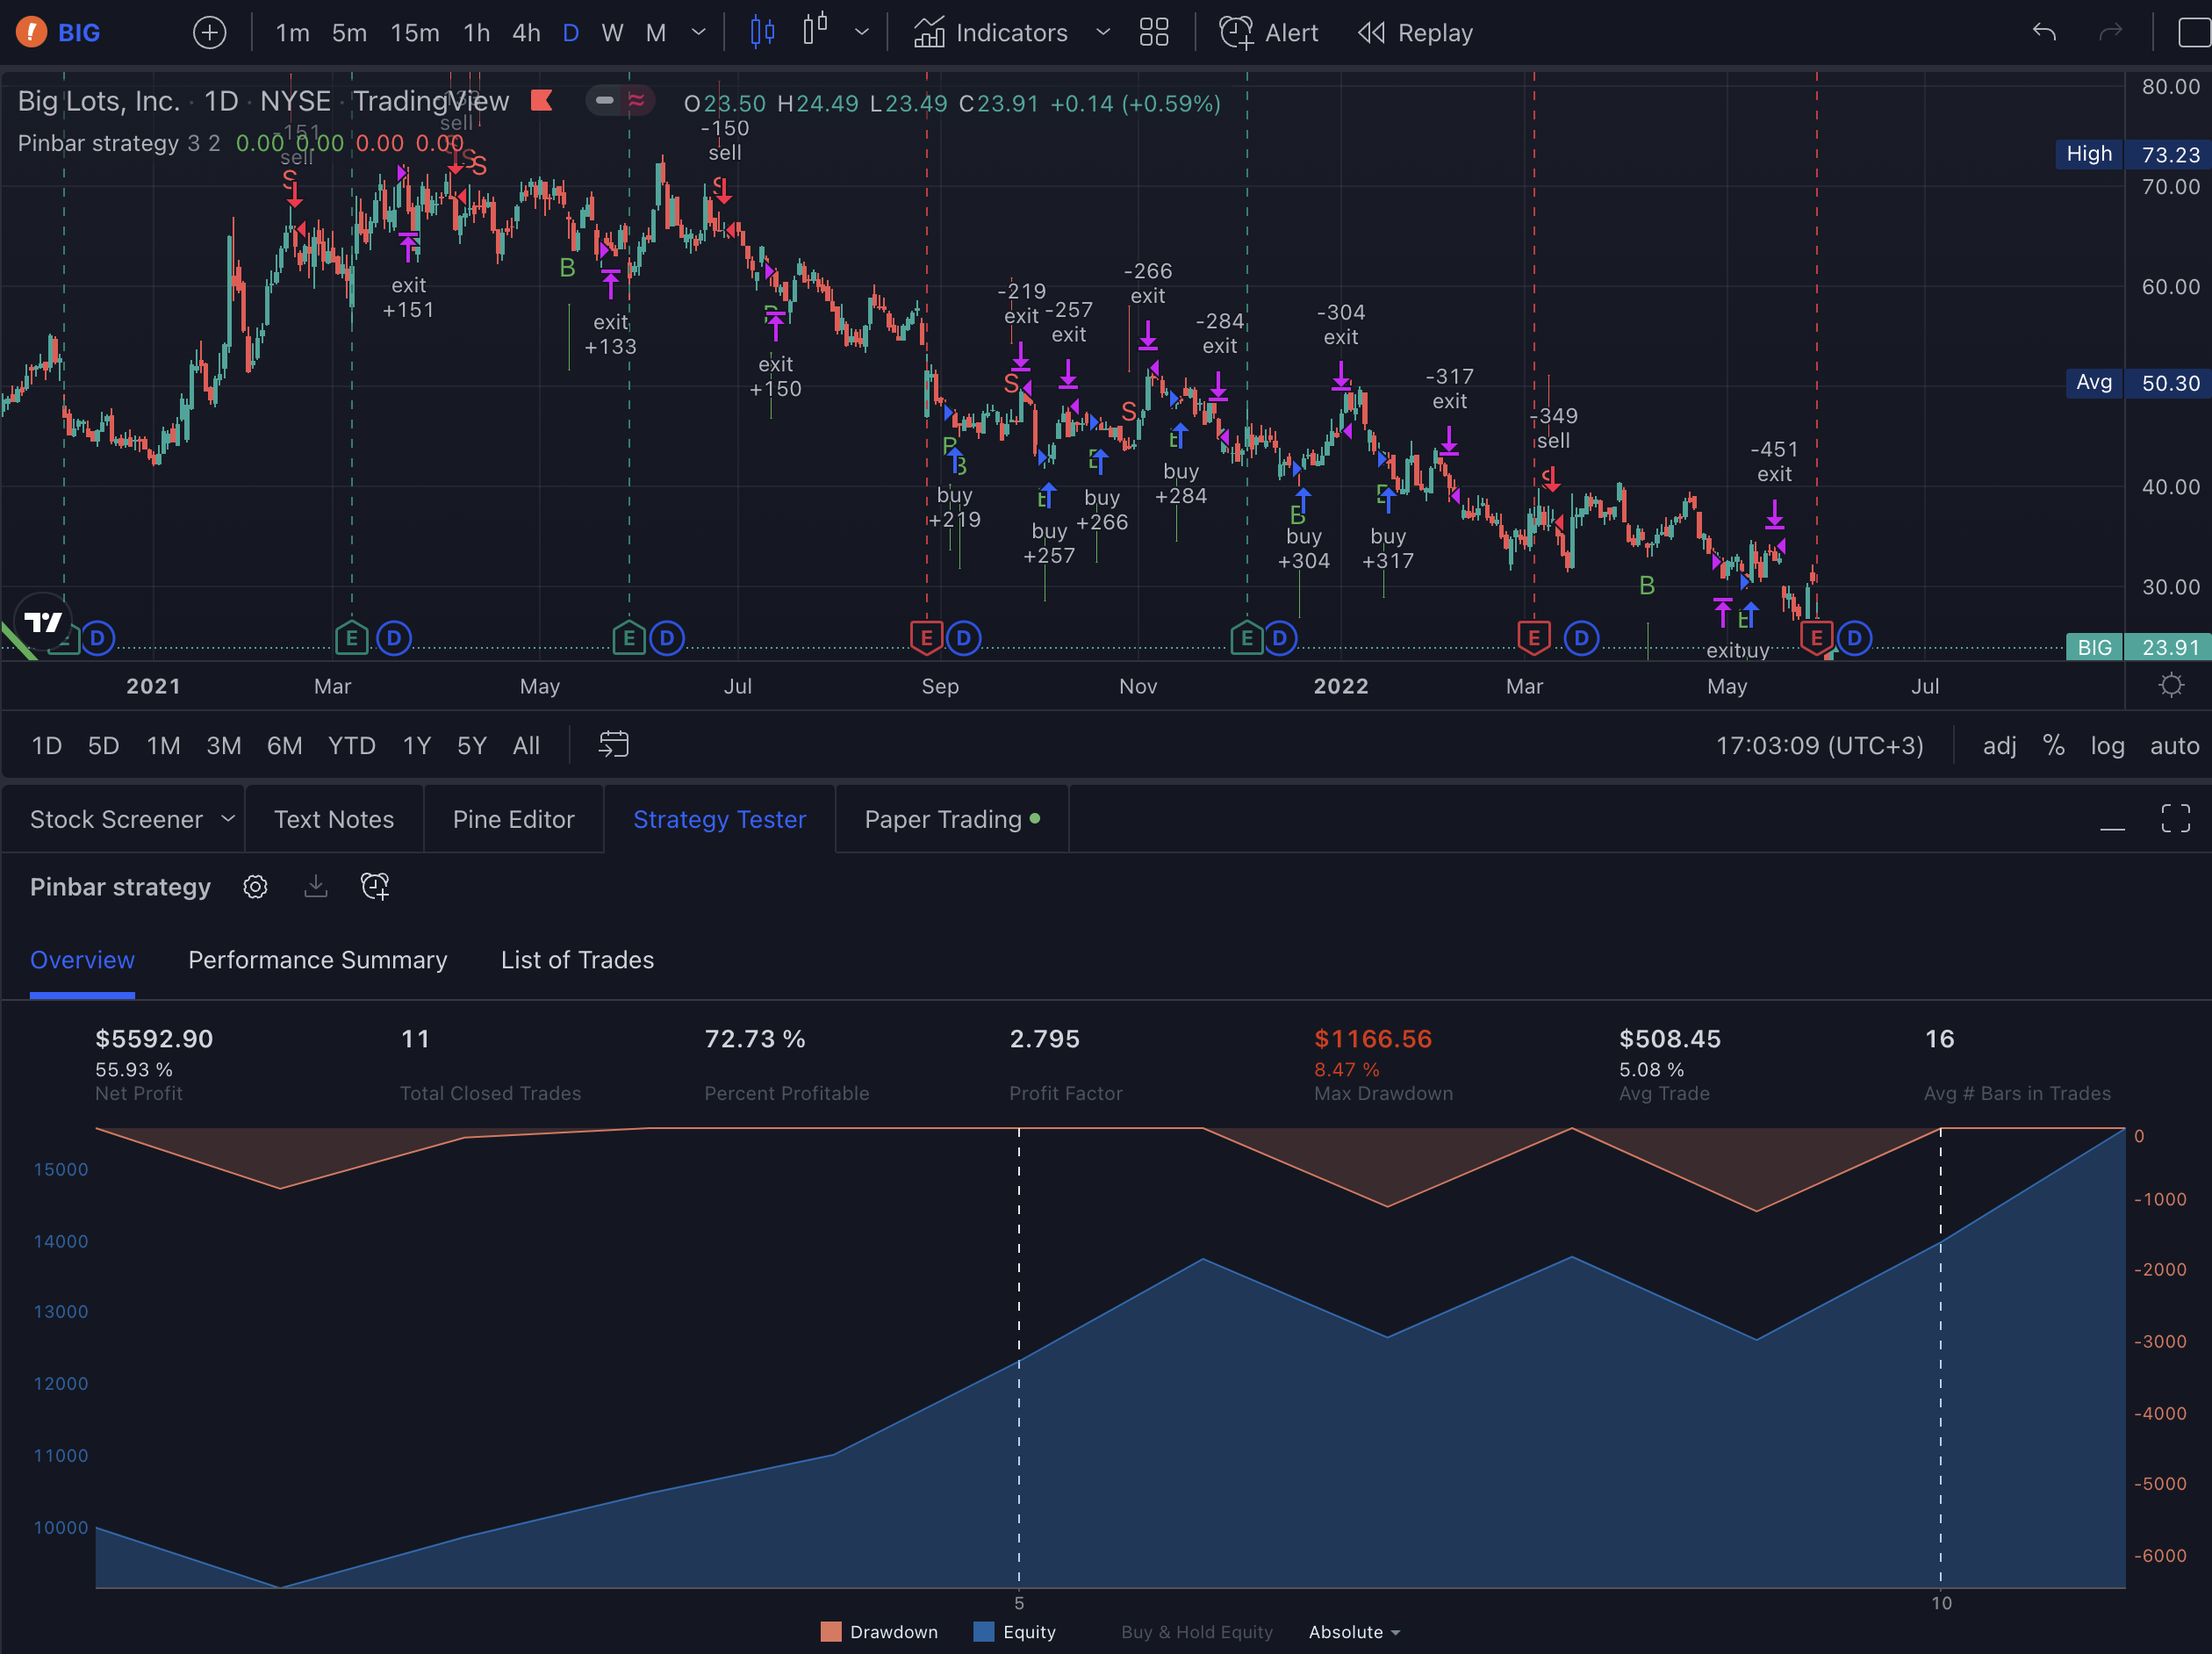 BIG 1m 5m 15m 1h 4h D W M Indicators Alert Replay
Big Lots, Inc. · 1D · NYSE · TradingView O23.50 H24.49 L23.49 C23.91 +0.14 (+0.59%)
Pinbar strategy 3 2 0.00 0.00 0.00 0.00
80.00
High 73.23
70.00
60.00
Avg 50.30
40.00
30.00
BIG 23.91
-151
sell
S
sell
S
S
-150
sell
S
exit
+151
B
exit
+133
exit
+150
-219
exit
S
-257
exit
-266
exit
S
-284
exit
-304
exit
-317
exit
-349
sell
S
-451
exit
B
buy
+219
buy
+257
buy
+266
buy
+284
B
buy
+304
buy
+317
B
E D E D E D E D E D E D E D
2021 Mar May Jul Sep Nov 2022 Mar May Jul
1D 5D 1M 3M 6M YTD 1Y 5Y All 17:03:09 (UTC+3) adj % log auto
Stock Screener Text Notes Pine Editor Strategy Tester Paper Trading
Pinbar strategy
Overview Performance Summary List of Trades
$5592.90 11 72.73 % 2.795 $1166.56 $508.45 16
55.93 % 8.47 % 5.08 %
Net Profit Total Closed Trades Percent Profitable Profit Factor Max Drawdown Avg Trade Avg # Bars in Trades
15000
14000
13000
12000
11000
10000
0
-1000
-2000
-3000
-4000
-5000
-6000
5 10
Drawdown Equity Buy & Hold Equity Absolute